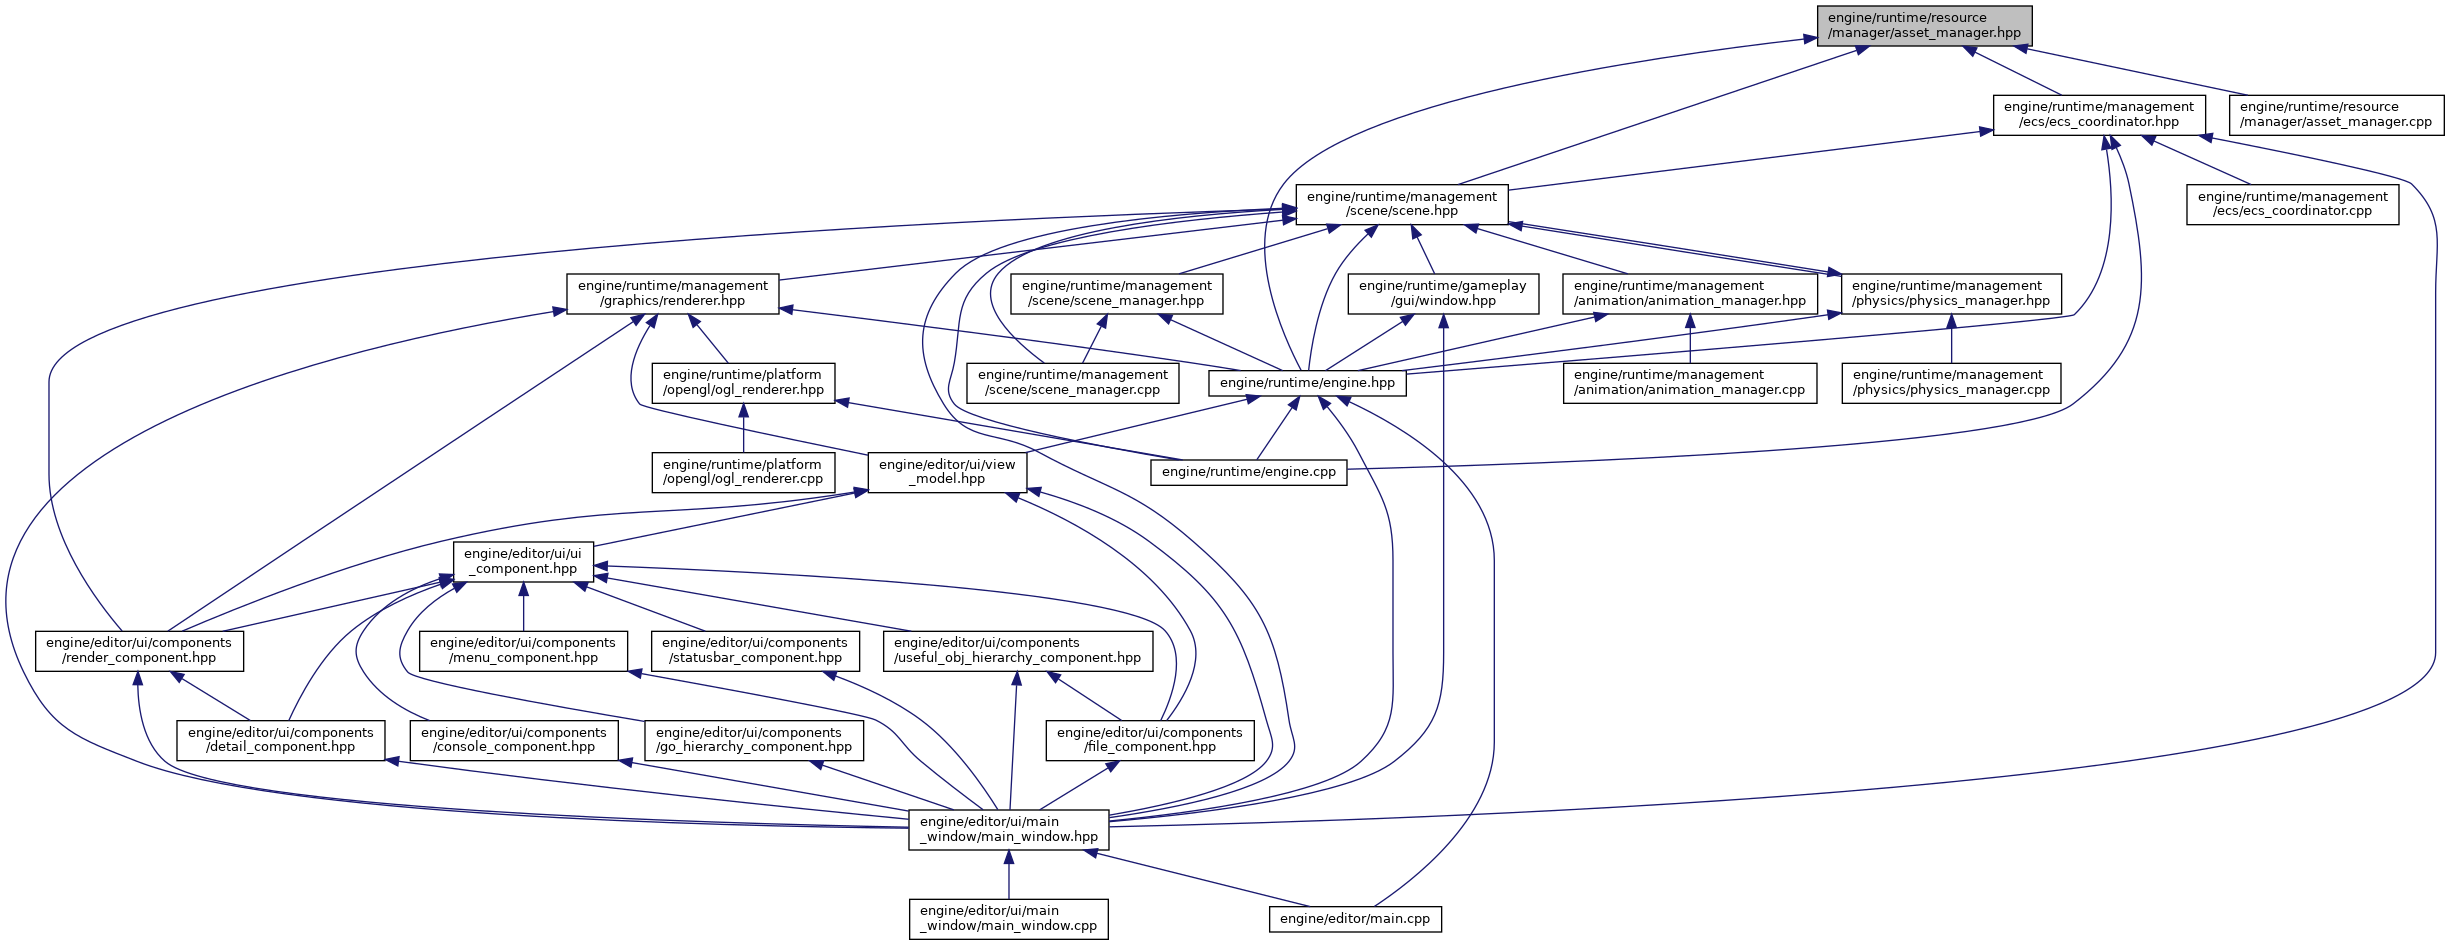 engine/runtime/resource
/manager/asset_manager.hpp
engine/runtime/management
/ecs/ecs_coordinator.hpp
engine/runtime/resource
/manager/asset_manager.cpp
engine/runtime/management
/scene/scene.hpp
engine/runtime/management
/ecs/ecs_coordinator.cpp
engine/runtime/management
/graphics/renderer.hpp
engine/runtime/management
/scene/scene_manager.hpp
engine/runtime/gameplay
/gui/window.hpp
engine/runtime/management
/animation/animation_manager.hpp
engine/runtime/management
/physics/physics_manager.hpp
engine/runtime/platform
/opengl/ogl_renderer.hpp
engine/runtime/management
/scene/scene_manager.cpp
engine/runtime/engine.hpp
engine/runtime/management
/animation/animation_manager.cpp
engine/runtime/management
/physics/physics_manager.cpp
engine/runtime/platform
/opengl/ogl_renderer.cpp
engine/editor/ui/view
_model.hpp
engine/runtime/engine.cpp
engine/editor/ui/ui
_component.hpp
engine/editor/ui/components
/render_component.hpp
engine/editor/ui/components
/menu_component.hpp
engine/editor/ui/components
/statusbar_component.hpp
engine/editor/ui/components
/useful_obj_hierarchy_component.hpp
engine/editor/ui/components
/detail_component.hpp
engine/editor/ui/components
/console_component.hpp
engine/editor/ui/components
/go_hierarchy_component.hpp
engine/editor/ui/components
/file_component.hpp
engine/editor/ui/main
_window/main_window.hpp
engine/editor/ui/main
_window/main_window.cpp
engine/editor/main.cpp